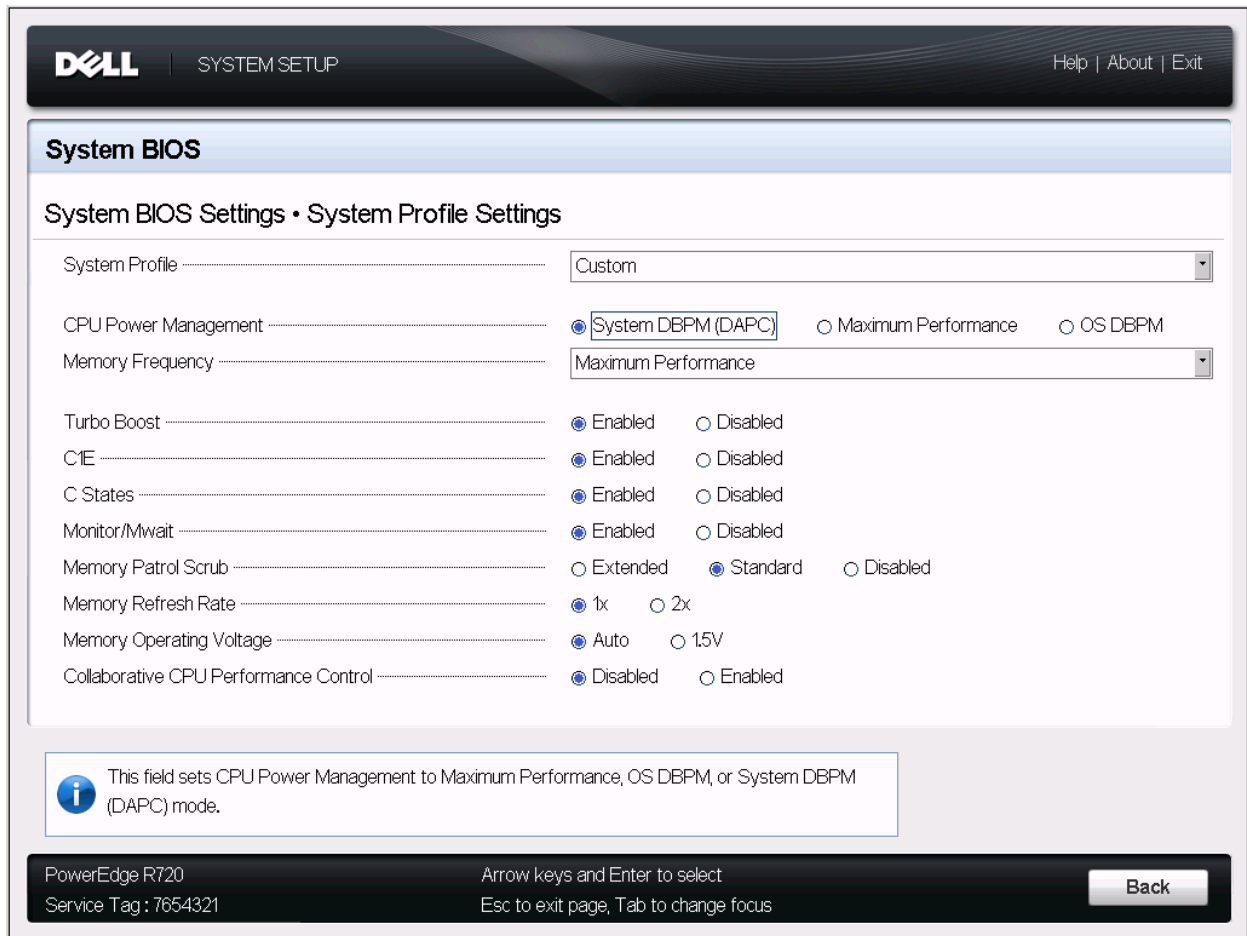 DELL SYSTEM SETUP Help | About | Exit
System BIOS
System BIOS Settings • System Profile Settings
System Profile Custom
CPU Power Management System DBPM (DAPC) Maximum Performance OS DBPM
Memory Frequency Maximum Performance
Turbo Boost Enabled Disabled
C1E Enabled Disabled
C States Enabled Disabled
Monitor/Mwait Enabled Disabled
Memory Patrol Scrub Extended Standard Disabled
Memory Refresh Rate 1x 2x
Memory Operating Voltage Auto 1.5V
Collaborative CPU Performance Control Disabled Enabled
This field sets CPU Power Management to Maximum Performance, OS DBPM, or System DBPM
(DAPC) mode.
PowerEdge R720 Arrow keys and Enter to select
Service Tag : 7654321 Esc to exit page, Tab to change focus
Back